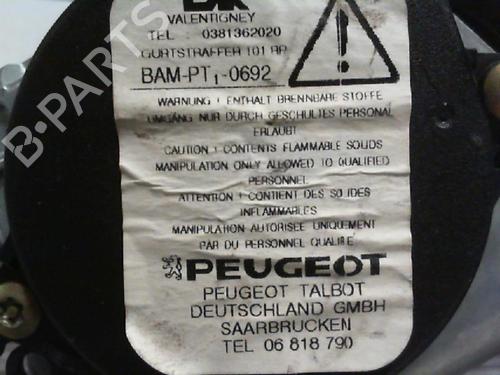 VALENTIGNEY
TEL : 0381362020
GURTSTRAFFER 101 RP
BAM-PT1-0692
WARNUNG ! ENTHALT BRENNBARE STOFFE
UMGANG NUR DURCH GESCHULTES PERSONAL
ERLAUBT
CAUTION ! CONTENTS FLAMMABLE SOLIDS
MANIPULATION ONLY ALLOWED TO QUALIFIED
PERSONNEL
ATTENTION ! CONTIENT DES SOLIDES
INFLAMMABLES
MANIPULATION AUTORISEE UNIQUEMENT
PAR DU PERSONNEL QUALIFIE
PEUGEOT
PEUGEOT TALBOT
DEUTSCHLAND GMBH
SAARBRUCKEN
TEL 06 818 790
B-PARTS